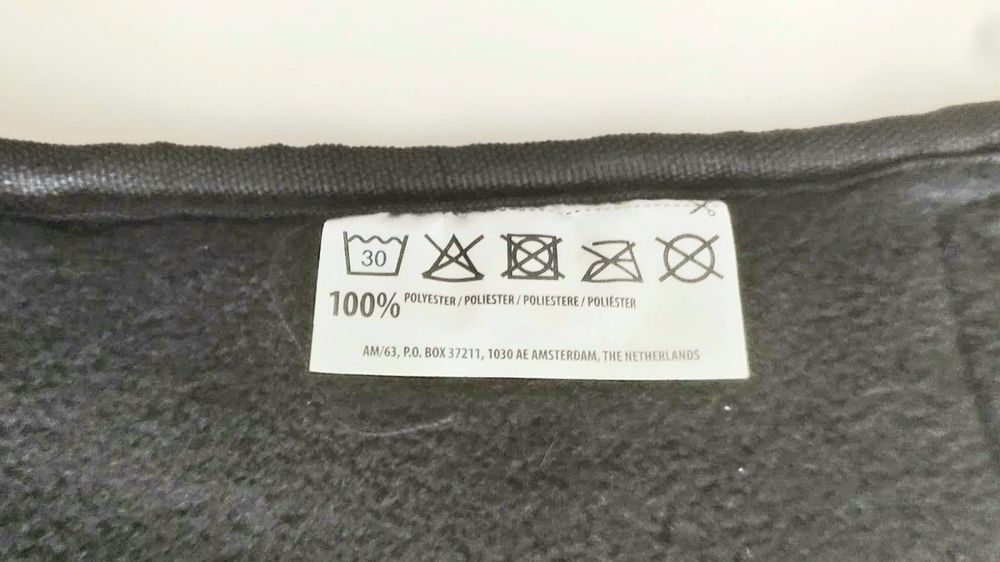 30
100% POLYESTER / POLIESTER / POLIESTERE / POLIÉSTER
AM/63, P.O. BOX 37211, 1030 AE AMSTERDAM, THE NETHERLANDS